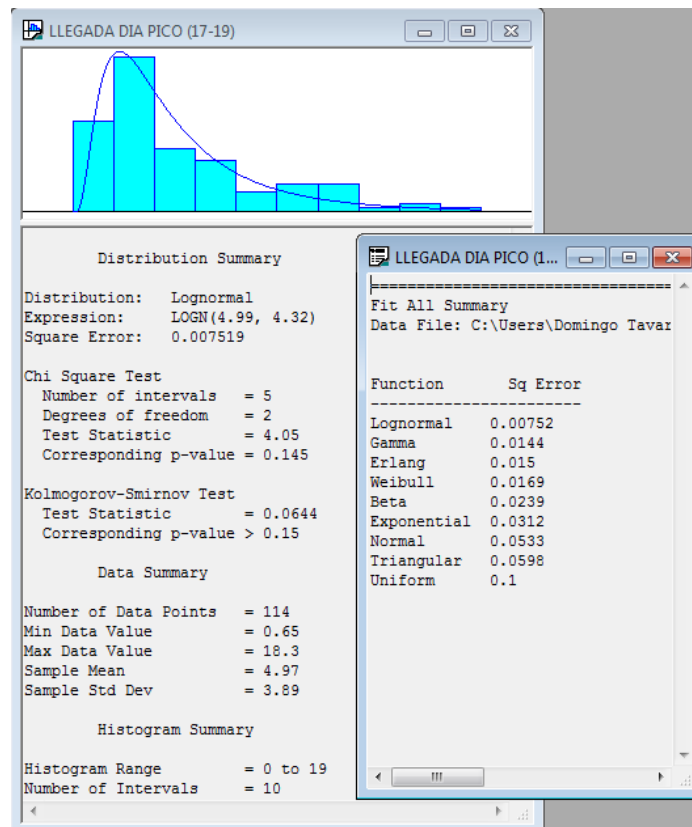 LLEGADA DIA PICO (17-19)
Distribution Summary
Distribution: Lognormal
Expression: LOGN(4.99, 4.32)
Square Error: 0.007519
Chi Square Test
Number of intervals = 5
Degrees of freedom = 2
Test Statistic = 4.05
Corresponding p-value = 0.145
Kolmogorov-Smirnov Test
Test Statistic = 0.0644
Corresponding p-value > 0.15
Data Summary
Number of Data Points = 114
Min Data Value = 0.65
Max Data Value = 18.3
Sample Mean = 4.97
Sample Std Dev = 3.89
Histogram Summary
Histogram Range = 0 to 19
Number of Intervals = 10
LLEGADA DIA PICO (1...
Fit All Summary
Data File: C:\Users\Domingo Tavar
Function Sq Error
Lognormal 0.00752
Gamma 0.0144
Erlang 0.015
Weibull 0.0169
Beta 0.0239
Exponential 0.0312
Normal 0.0533
Triangular 0.0598
Uniform 0.1